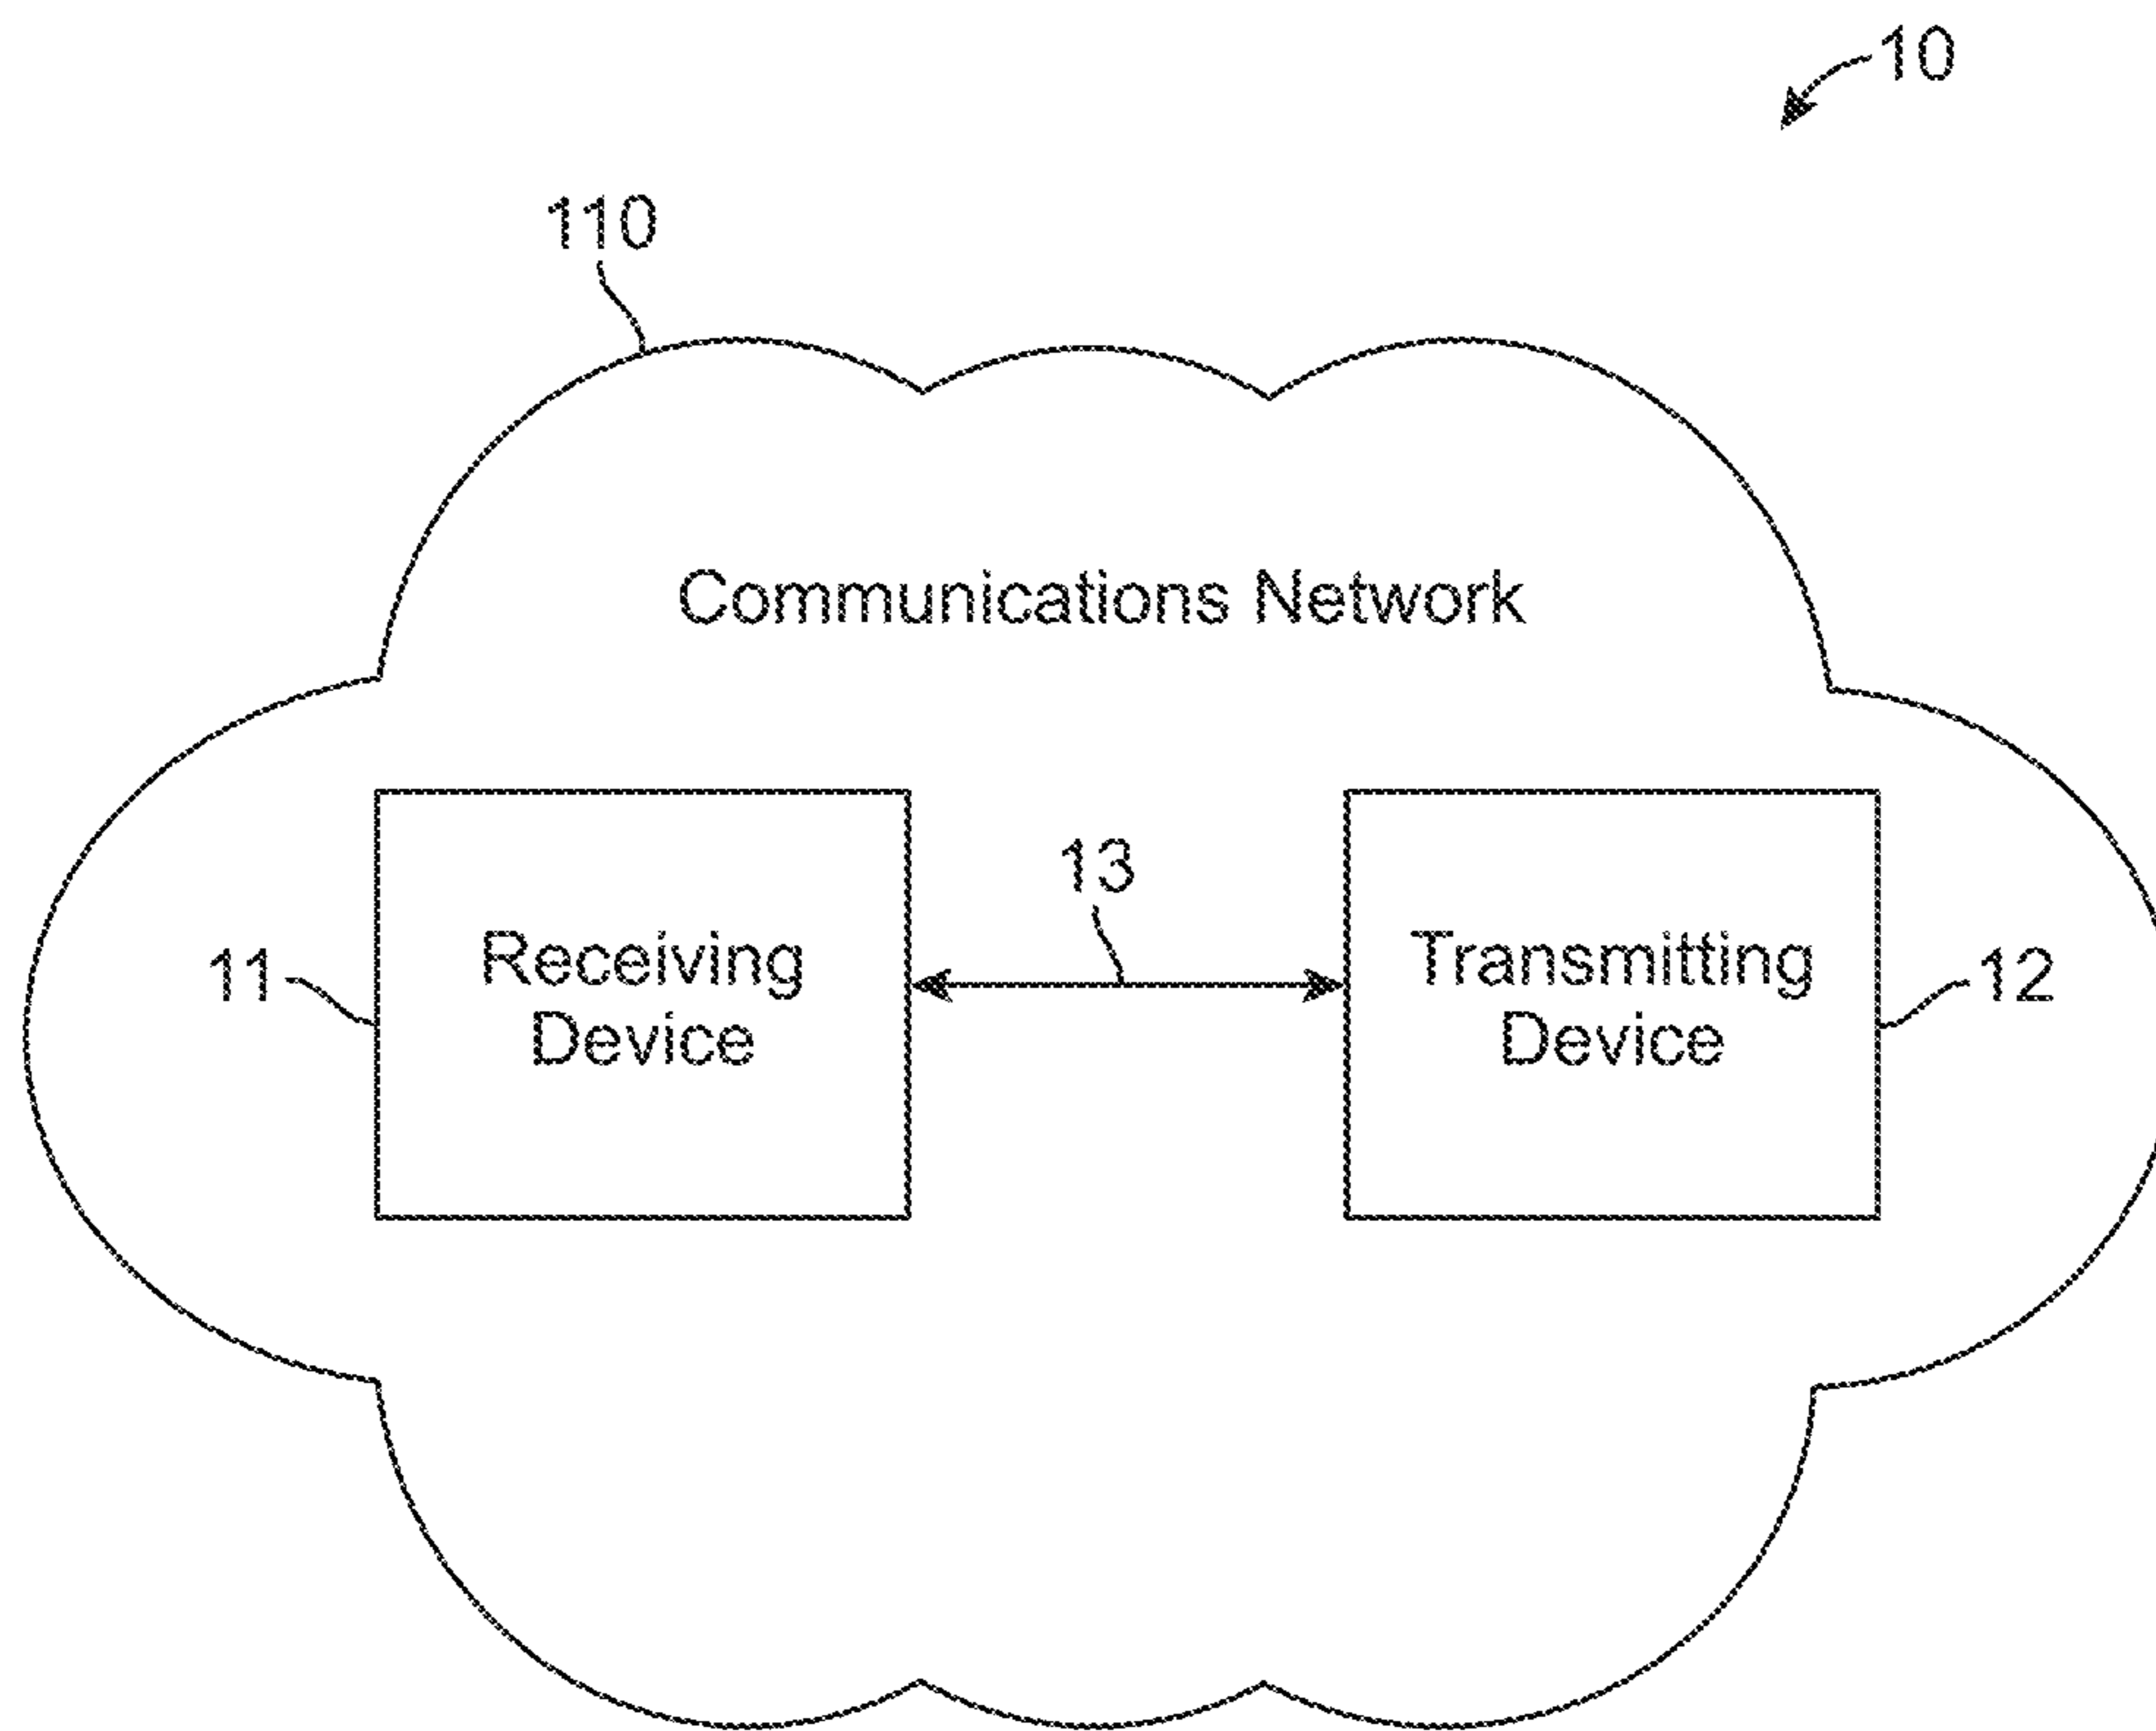 10
110
Communications Network
13
11
Receiving
Device
Transmitting
Device
12